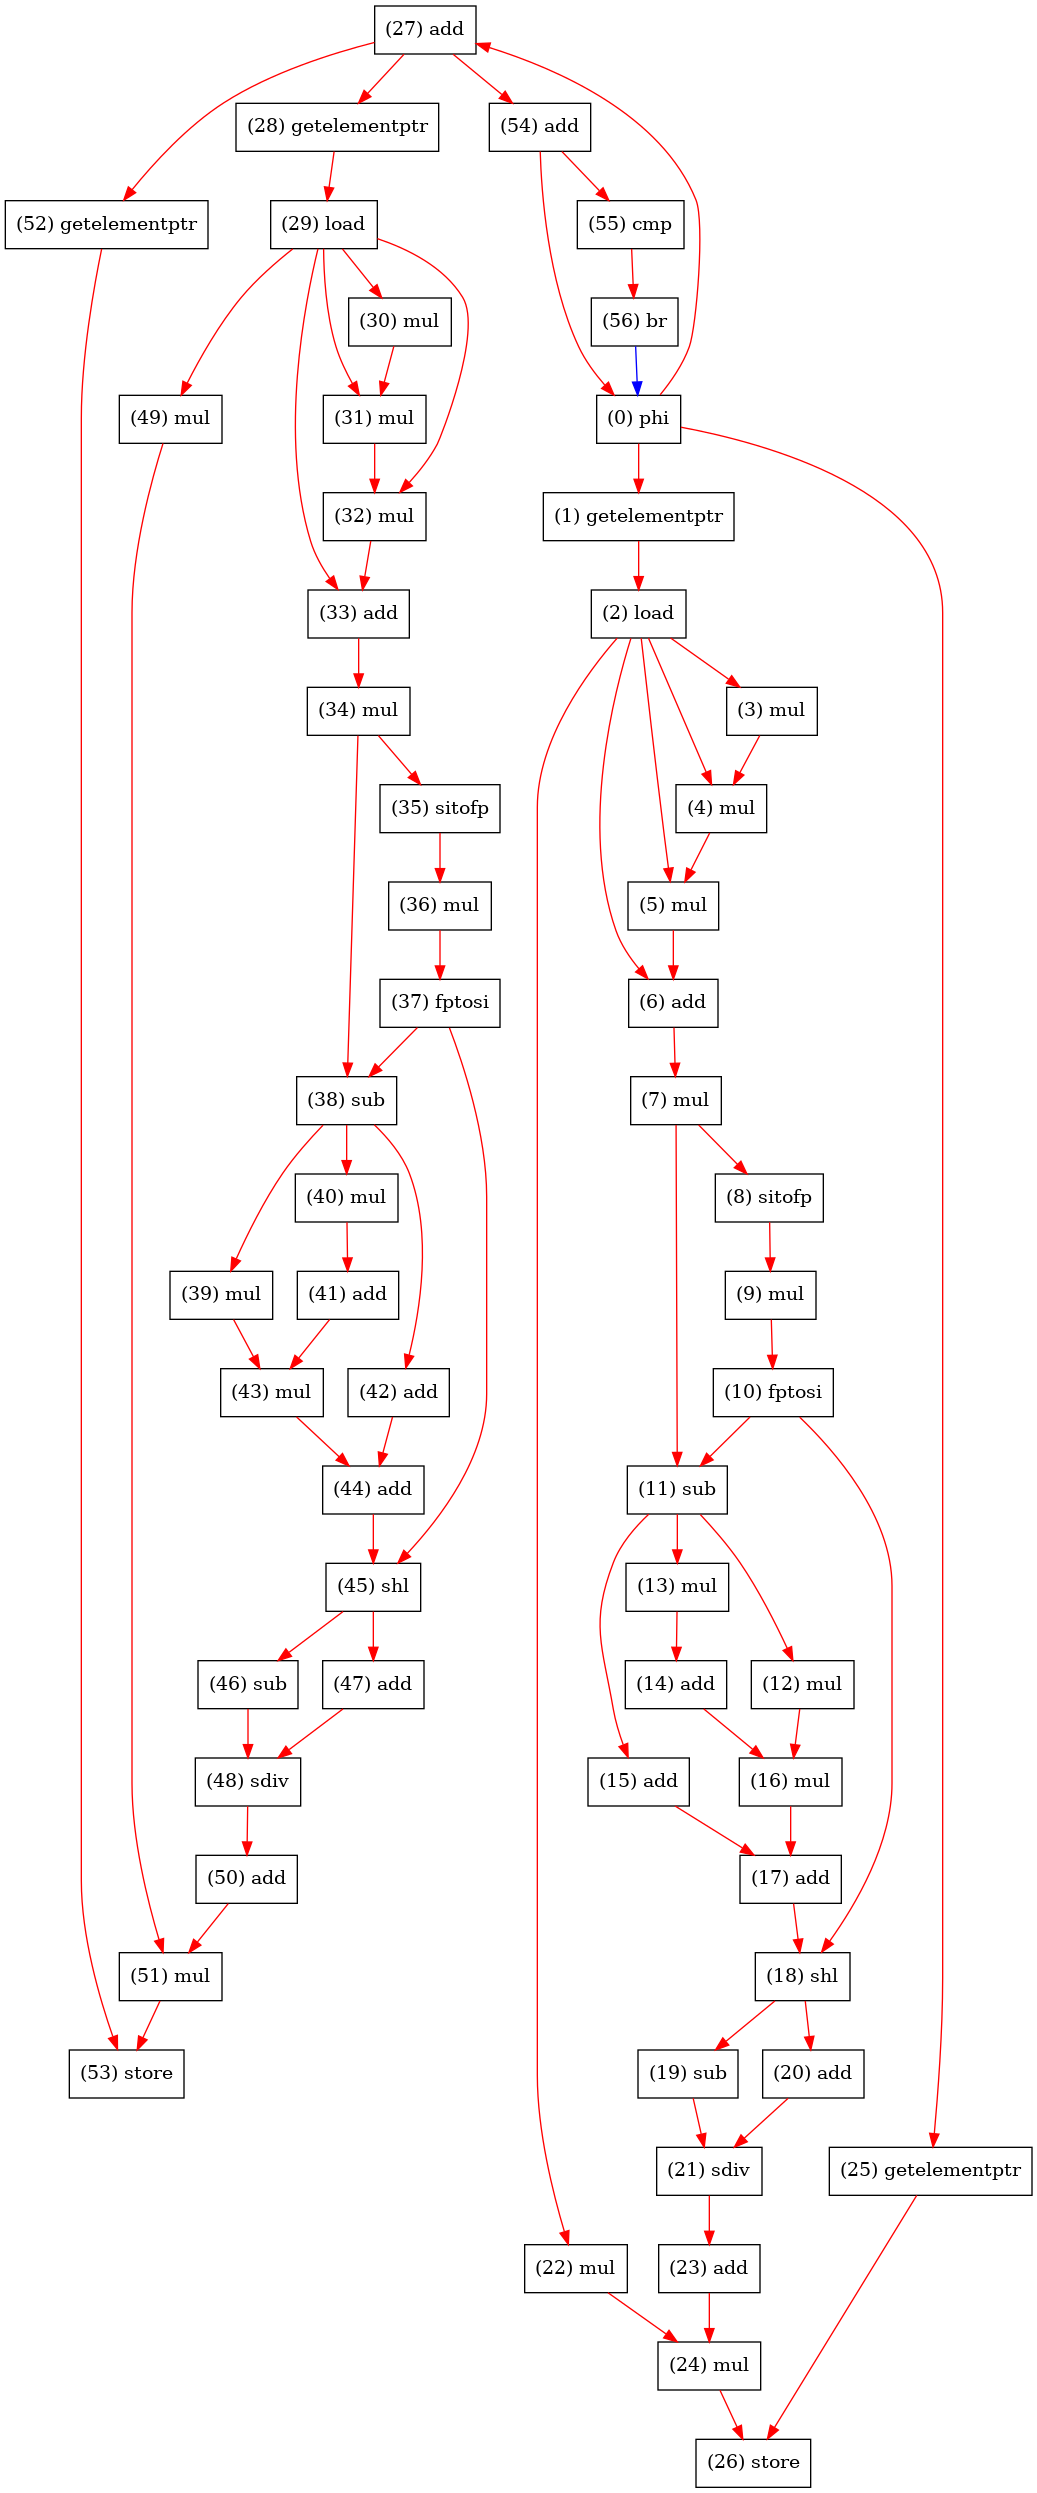 (27) add
(28) getelementptr
(54) add
(52) getelementptr
(29) load
(55) cmp
(30) mul
(56) br
(49) mul
(31) mul
(0) phi
(32) mul
(1) getelementptr
(33) add
(2) load
(34) mul
(3) mul
(35) sitofp
(4) mul
(36) mul
(5) mul
(37) fptosi
(6) add
(38) sub
(7) mul
(40) mul
(8) sitofp
(39) mul
(41) add
(9) mul
(43) mul
(42) add
(10) fptosi
(44) add
(11) sub
(45) shl
(13) mul
(46) sub
(47) add
(14) add
(12) mul
(48) sdiv
(15) add
(16) mul
(50) add
(17) add
(51) mul
(18) shl
(53) store
(19) sub
(20) add
(21) sdiv
(25) getelementptr
(22) mul
(23) add
(24) mul
(26) store